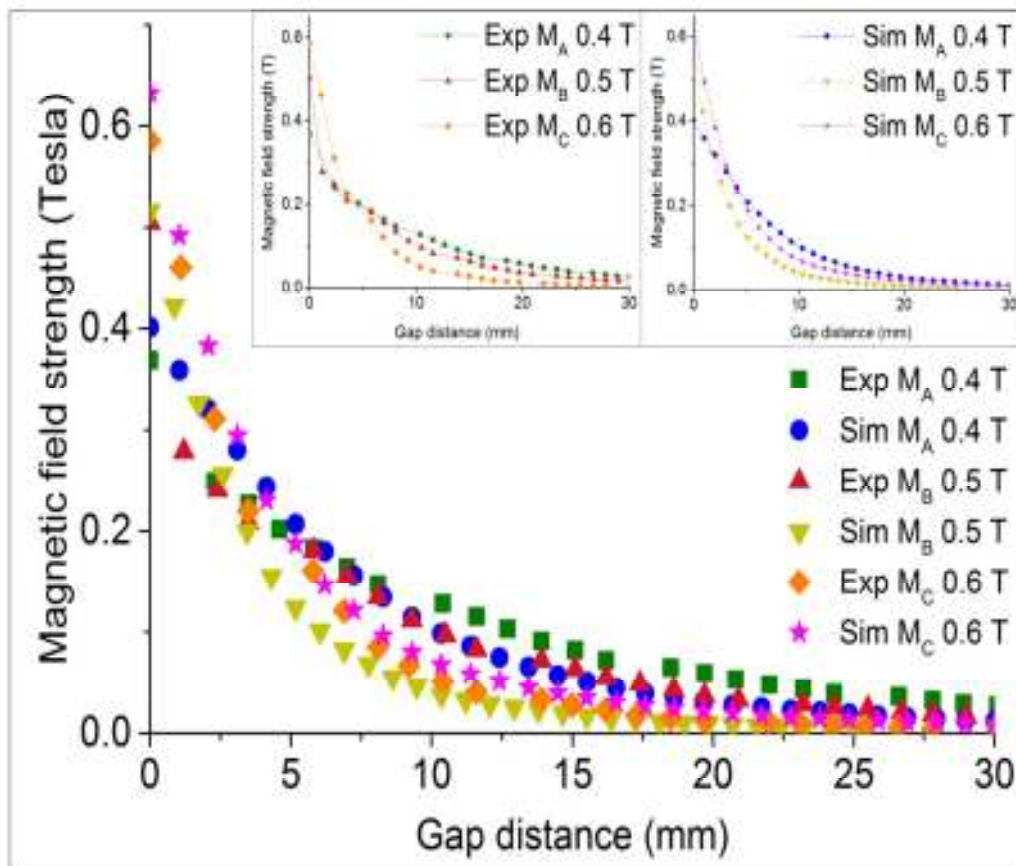 0.6
0.4
0.2
0.0
Magnetic field strength (Tesla)
0 5 10 15 20 25 30
Gap distance (mm)
Exp M_A 0.4 T
Exp M_B 0.5 T
Exp M_C 0.6 T
0.6
0.4
0.2
0.0
Magnetic field strength (T)
0 10 20 30
Gap distance (mm)
Sim M_A 0.4 T
Sim M_B 0.5 T
Sim M_C 0.6 T
0.6
0.4
0.2
0.0
Magnetic field strength (T)
0 10 20 30
Gap distance (mm)
Exp M_A 0.4 T
Sim M_A 0.4 T
Exp M_B 0.5 T
Sim M_B 0.5 T
Exp M_C 0.6 T
Sim M_C 0.6 T